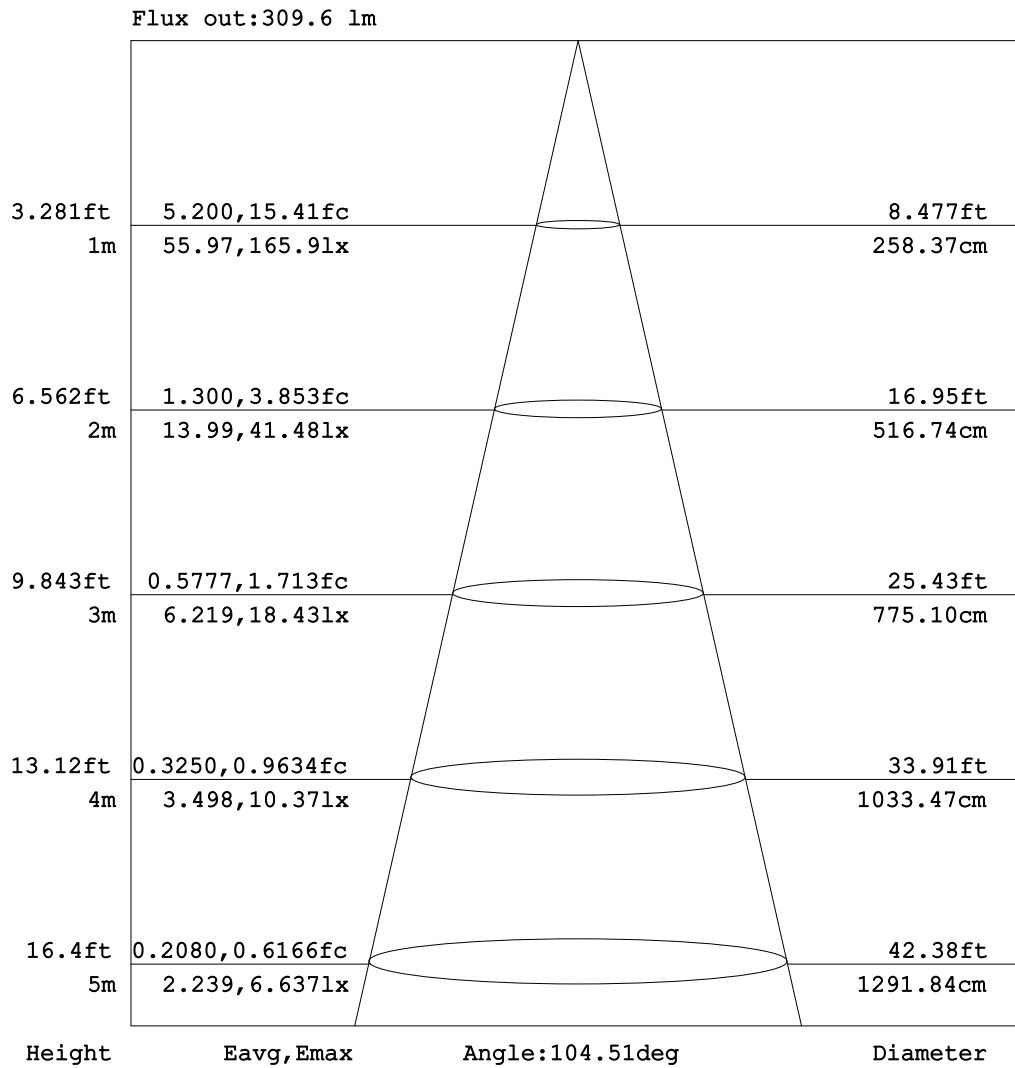 Flux out:309.6 lm
3.281ft 5.200,15.41fc 8.477ft
1m 55.97,165.9lx 258.37cm
6.562ft 1.300,3.853fc 16.95ft
2m 13.99,41.48lx 516.74cm
9.843ft 0.5777,1.713fc 25.43ft
3m 6.219,18.43lx 775.10cm
13.12ft 0.3250,0.9634fc 33.91ft
4m 3.498,10.37lx 1033.47cm
16.4ft 0.2080,0.6166fc 42.38ft
5m 2.239,6.637lx 1291.84cm
Height Eavg,Emax Angle:104.51deg Diameter